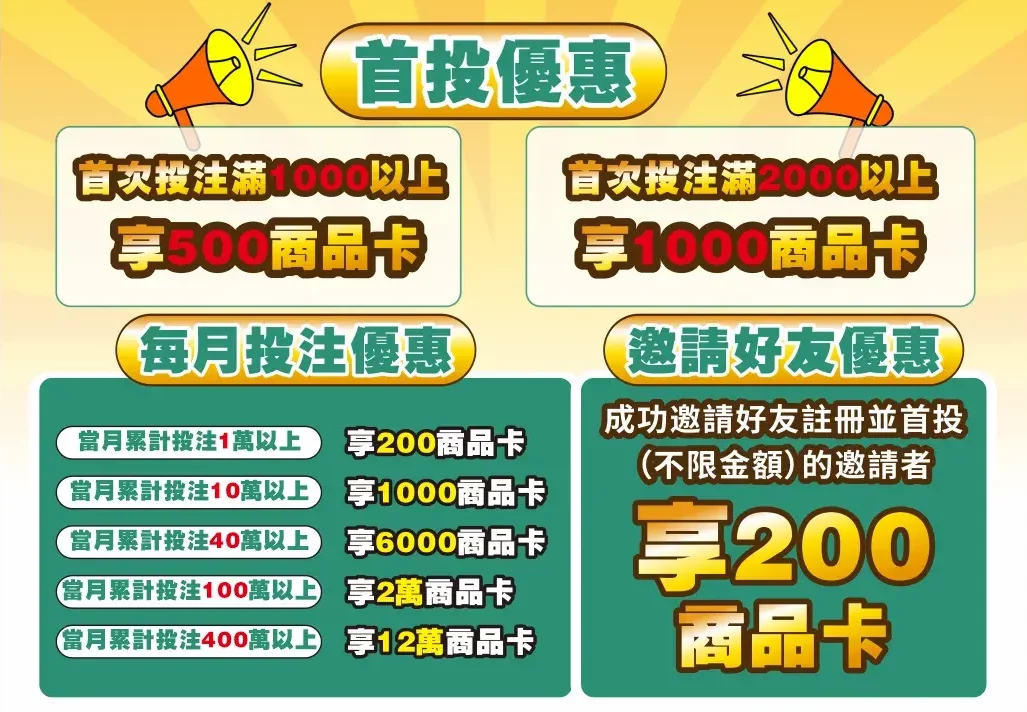 首投優惠
首次投注滿1000以上
享500商品卡
首次投注滿2000以上
享1000商品卡
每月投注優惠
當月累計投注1萬以上 享200商品卡
當月累計投注10萬以上 享1000商品卡
當月累計投注40萬以上 享6000商品卡
當月累計投注100萬以上 享2萬商品卡
當月累計投注400萬以上 享12萬商品卡
邀請好友優惠
成功邀請好友註冊並首投
(不限金額)的邀請者
享200
商品卡